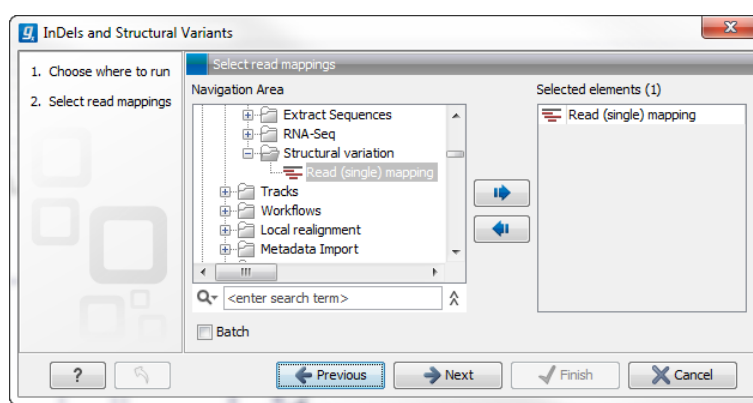 InDels and Structural Variants
1. Choose where to run
2. Select read mappings
Select read mappings
Navigation Area
Extract Sequences
RNA-Seq
Structural variation
Read (single) mapping
Tracks
Workflows
Local realignment
Metadata Import
<enter search term>
Batch
Selected elements (1)
Read (single) mapping
?
Previous
Next
Finish
Cancel